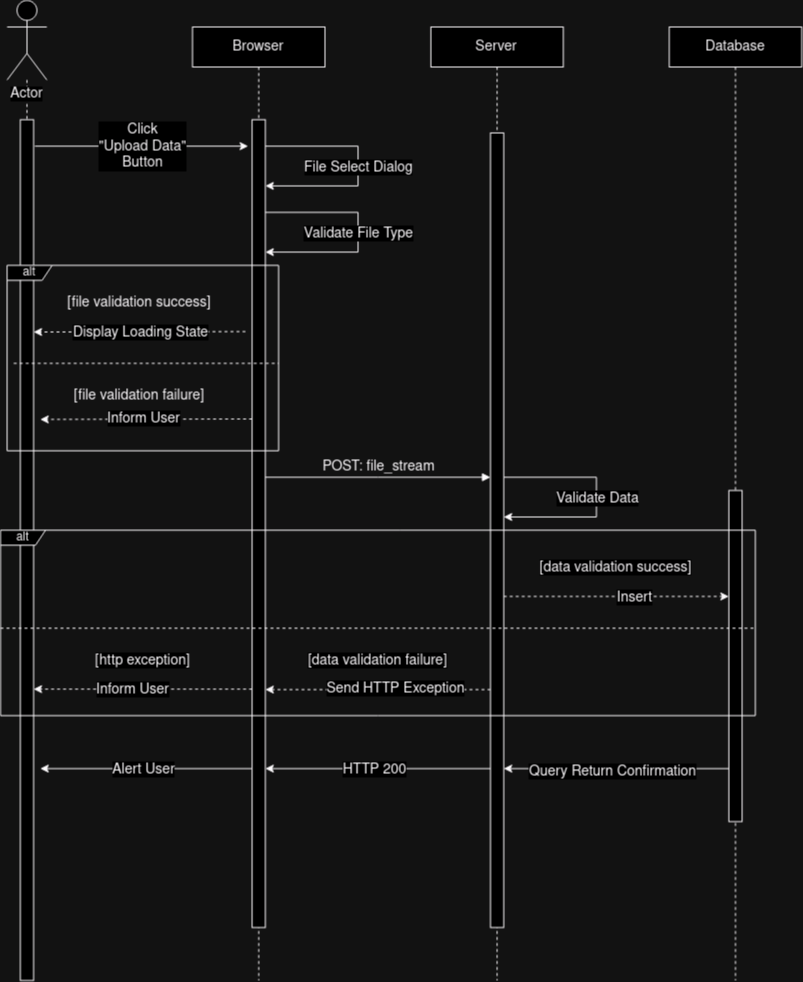 Browser
Server
Database
Actor
Click
"Upload Data"
Button
File Select Dialog
Validate File Type
alt
[file validation success]
Display Loading State
[file validation failure]
Inform User
POST: file_stream
Validate Data
alt
[data validation success]
Insert
[http exception]
[data validation failure]
Inform User
Send HTTP Exception
Alert User
HTTP 200
Query Return Confirmation